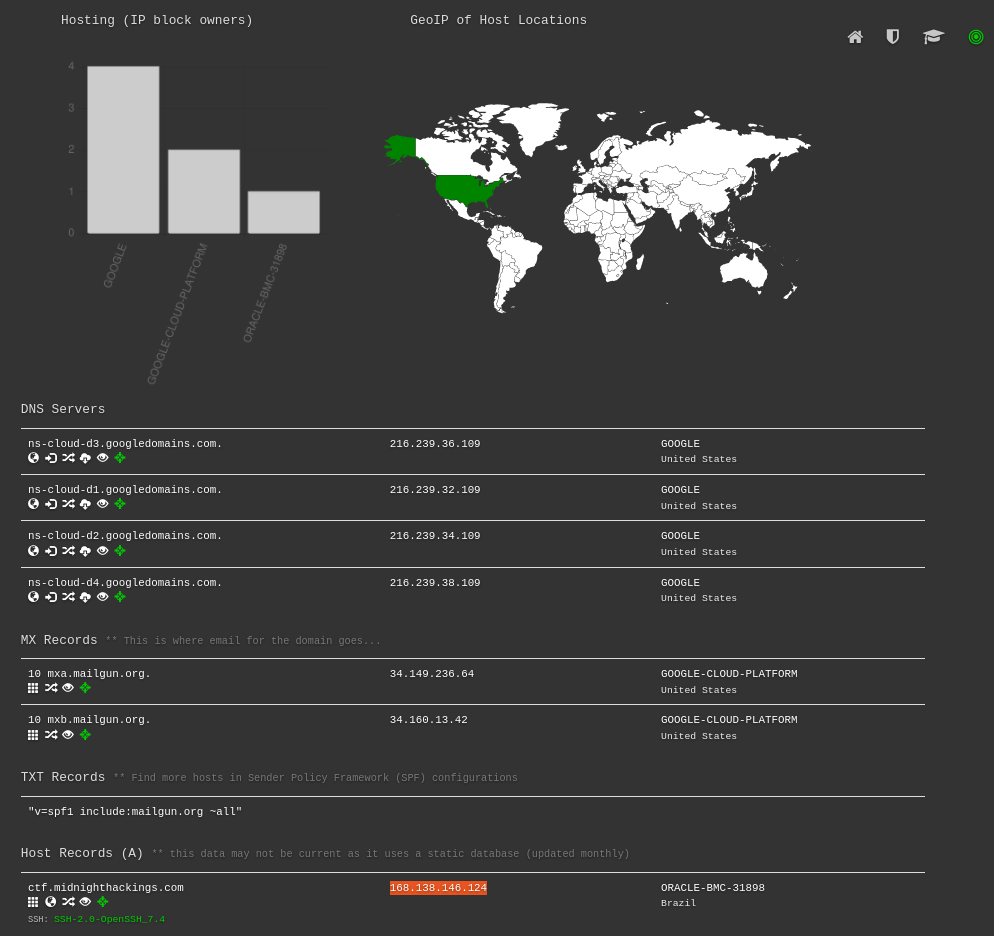 Hosting (IP block owners)
GeoIP of Host Locations
4
3
2
1
0
GOOGLE
GOOGLE-CLOUD-PLATFORM
ORACLE-BMC-31898
DNS Servers
ns-cloud-d3.googledomains.com. 216.239.36.109 GOOGLE
United States
ns-cloud-d1.googledomains.com. 216.239.32.109 GOOGLE
United States
ns-cloud-d2.googledomains.com. 216.239.34.109 GOOGLE
United States
ns-cloud-d4.googledomains.com. 216.239.38.109 GOOGLE
United States
MX Records ** This is where email for the domain goes...
10 mxa.mailgun.org. 34.149.236.64 GOOGLE-CLOUD-PLATFORM
United States
10 mxb.mailgun.org. 34.160.13.42 GOOGLE-CLOUD-PLATFORM
United States
TXT Records ** Find more hosts in Sender Policy Framework (SPF) configurations
"v=spf1 include:mailgun.org ~all"
Host Records (A) ** this data may not be current as it uses a static database (updated monthly)
ctf.midnighthackings.com 168.138.146.124 ORACLE-BMC-31898
Brazil
SSH: SSH-2.0-OpenSSH_7.4